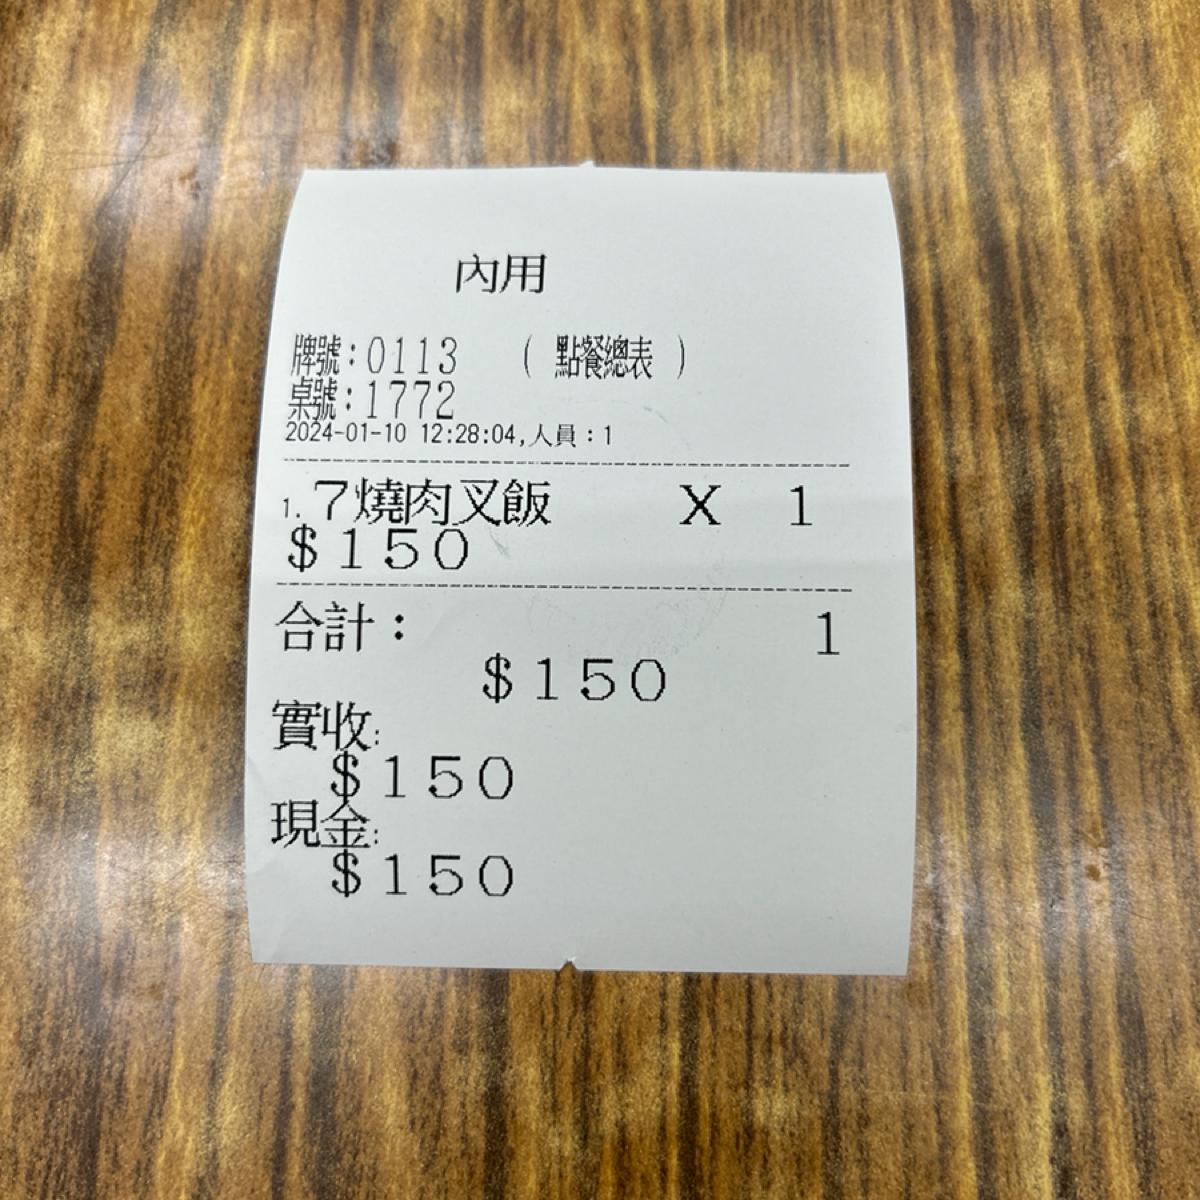 內用
牌號:0113 ( 點餐總表 )
桌號:1772
2024-01-10 12:28:04,人員:1
1. 7燒肉叉飯 X 1
$150
合計: 1
$150
實收:
$150
現金:
$150